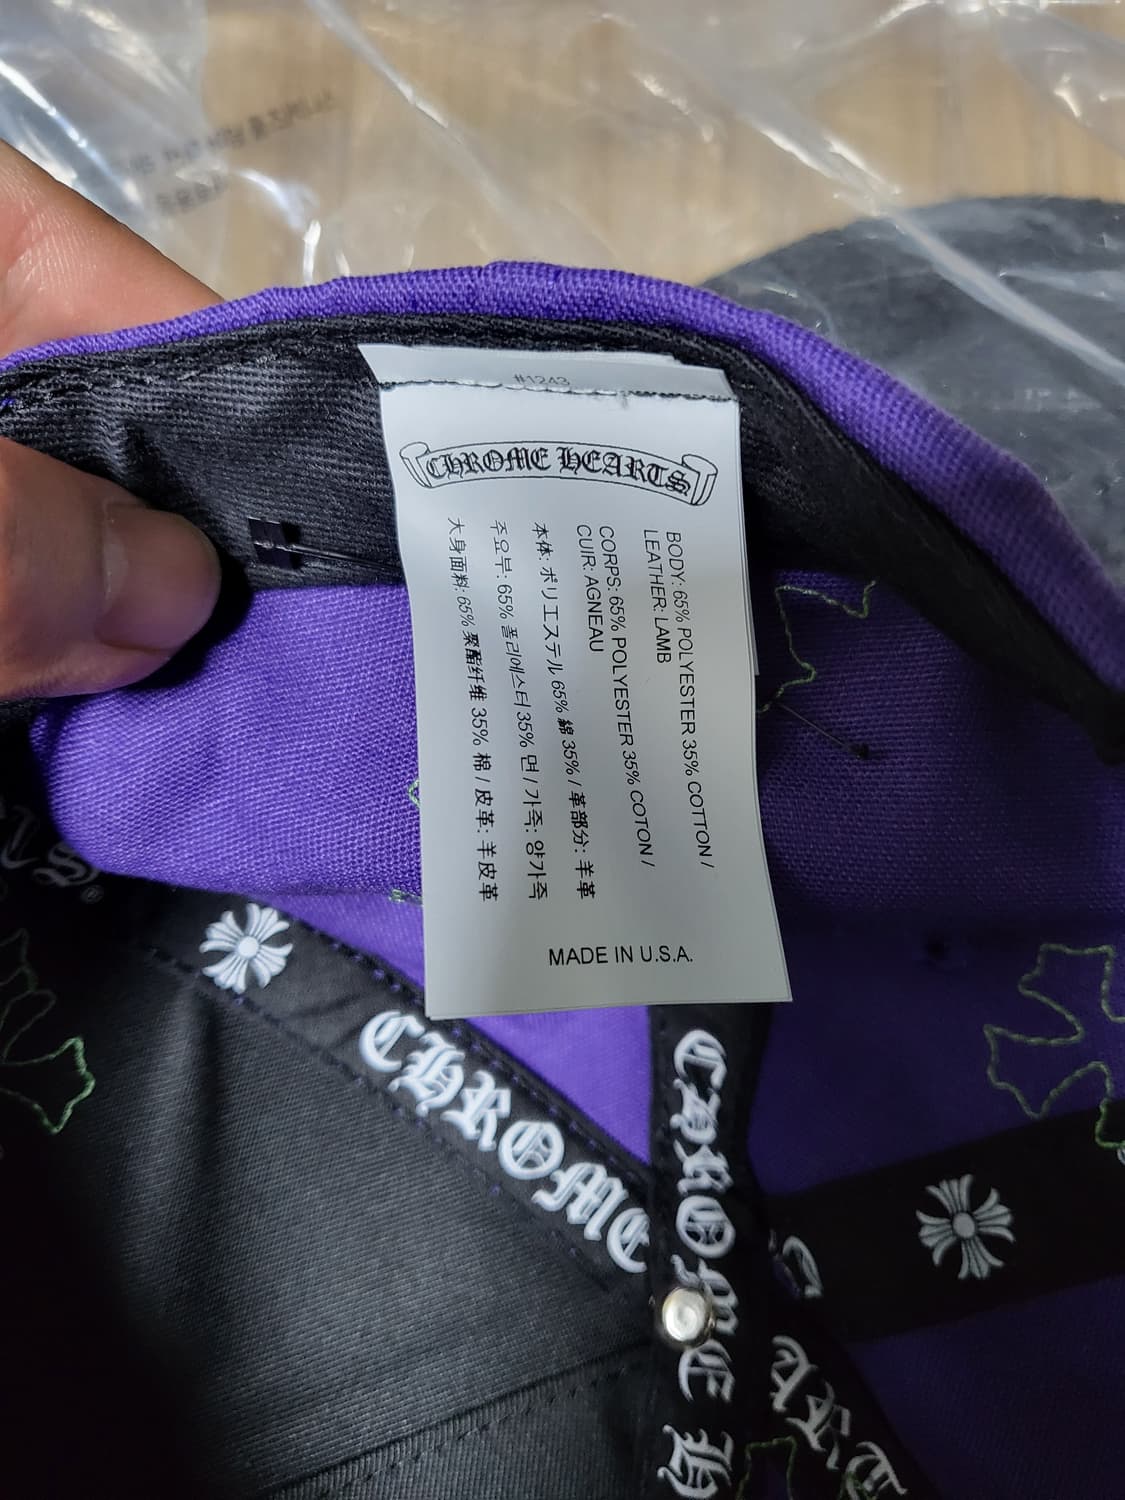 #1243
CHROME HEARTS
BODY: 65% POLYESTER 35% COTTON /
LEATHER: LAMB
CORPS: 65% POLYESTER 35% COTON /
CUIR: AGNEAU
本体: ポリエステル 65% 綿 35% / 革部分: 羊革
주요부: 65% 폴리에스터 35% 면 / 가죽: 양가죽
大身面料: 65% 聚酯纤维 35% 棉 / 皮革: 羊皮革
MADE IN U.S.A.
CHROME
CHROME H